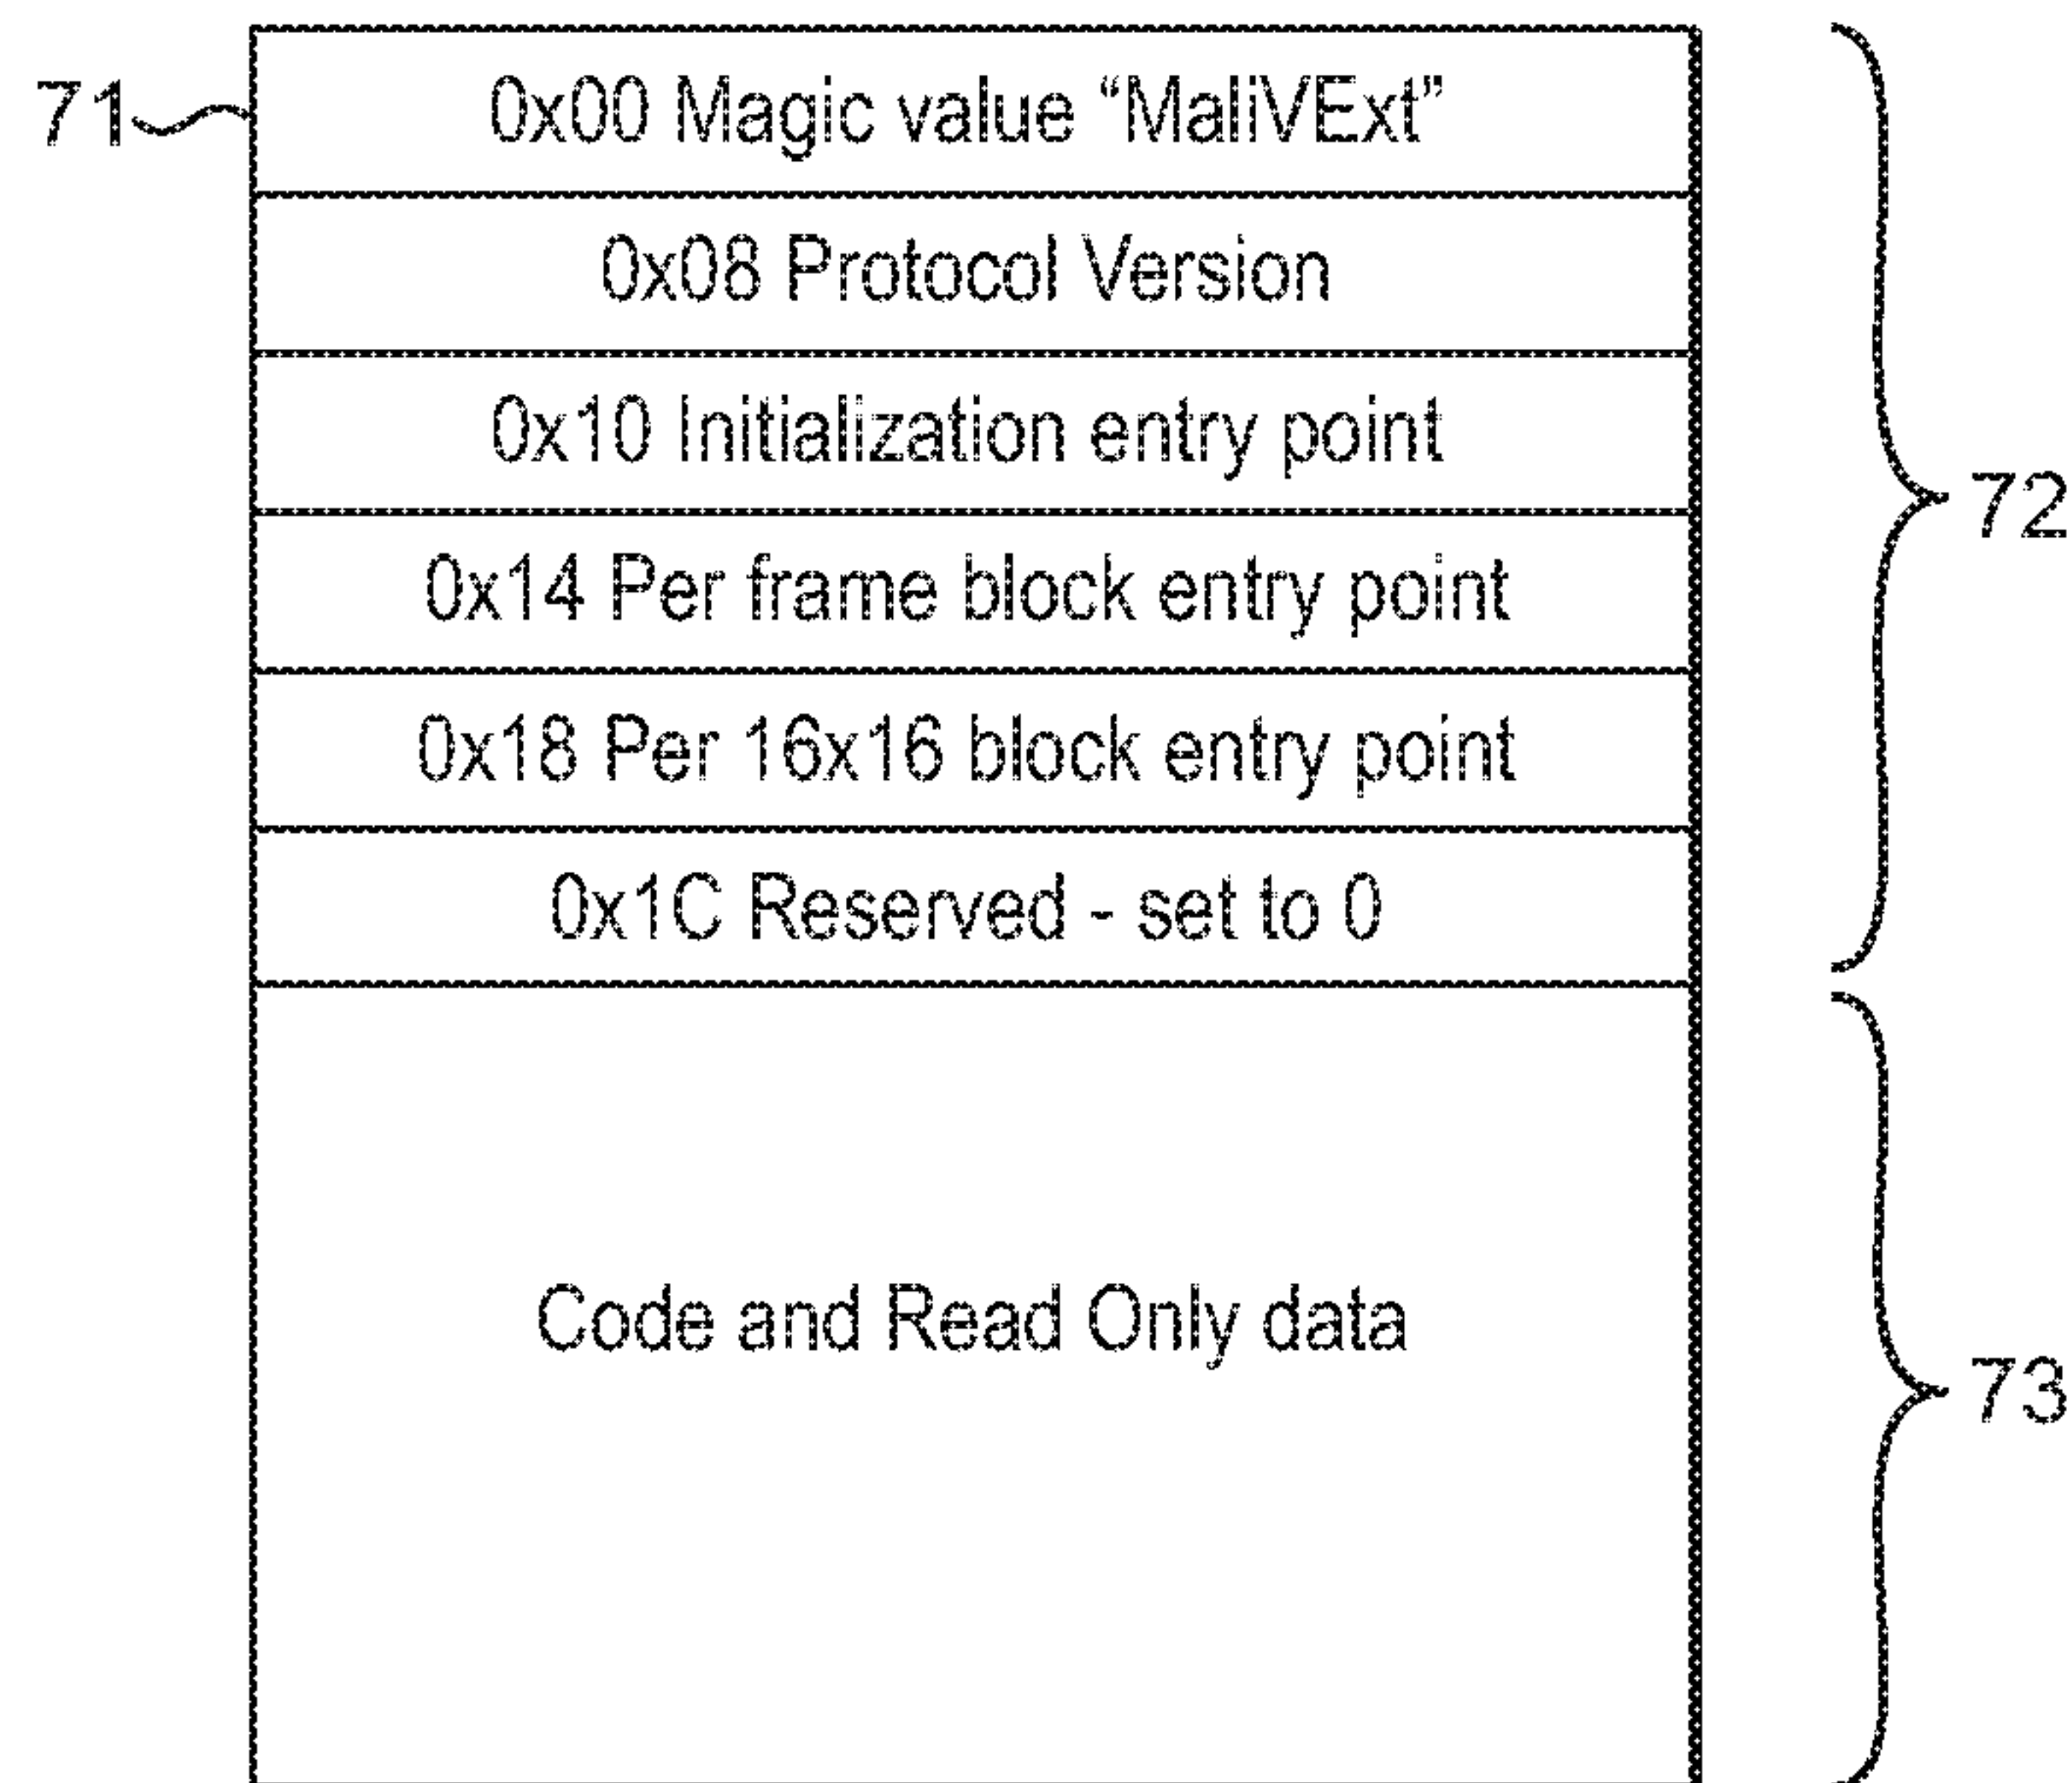 71
0x00 Magic value “MaliVExt”
0x08 Protocol Version
0x10 Initialization entry point
72
0x14 Per frame block entry point
0x18 Per 16x16 block entry point
0x1C Reserved - set to 0
Code and Read Only data
73